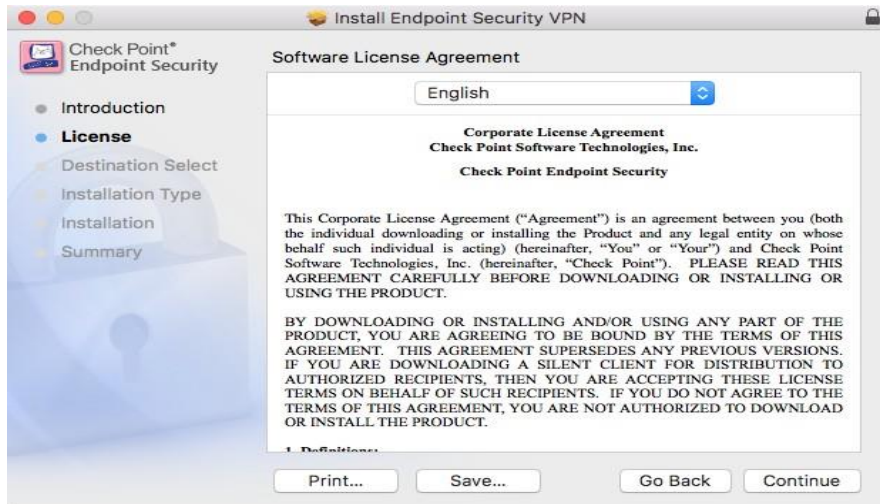 Install Endpoint Security VPN
Check Point®
Endpoint Security
Software License Agreement
Introduction
License
Destination Select
Installation Type
Installation
Summary
English
Corporate License Agreement
Check Point Software Technologies, Inc.
Check Point Endpoint Security
This Corporate License Agreement (“Agreement”) is an agreement between you (both
the individual downloading or installing the Product and any legal entity on whose
behalf such individual is acting) (hereinafter, “You” or “Your”) and Check Point
Software Technologies, Inc. (hereinafter, “Check Point”). PLEASE READ THIS
AGREEMENT CAREFULLY BEFORE DOWNLOADING OR INSTALLING OR
USING THE PRODUCT.
BY DOWNLOADING OR INSTALLING AND/OR USING ANY PART OF THE
PRODUCT, YOU ARE AGREEING TO BE BOUND BY THE TERMS OF THIS
AGREEMENT. THIS AGREEMENT SUPERSEDES ANY PREVIOUS VERSIONS.
IF YOU ARE DOWNLOADING A SILENT CLIENT FOR DISTRIBUTION TO
AUTHORIZED RECIPIENTS, THEN YOU ARE ACCEPTING THESE LICENSE
TERMS ON BEHALF OF SUCH RECIPIENTS. IF YOU DO NOT AGREE TO THE
TERMS OF THIS AGREEMENT, YOU ARE NOT AUTHORIZED TO DOWNLOAD
OR INSTALL THE PRODUCT.
1. Definitions:
Print...
Save...
Go Back
Continue